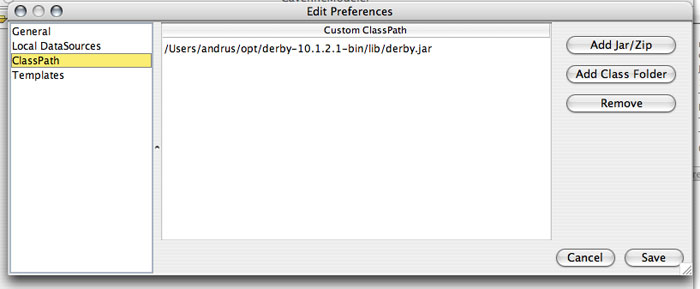 CayenneModeler
Edit Preferences
General
Local DataSources
ClassPath
Templates
Custom ClassPath
/Users/andrus/opt/derby-10.1.2.1-bin/lib/derby.jar
Add Jar/Zip
Add Class Folder
Remove
Cancel
Save